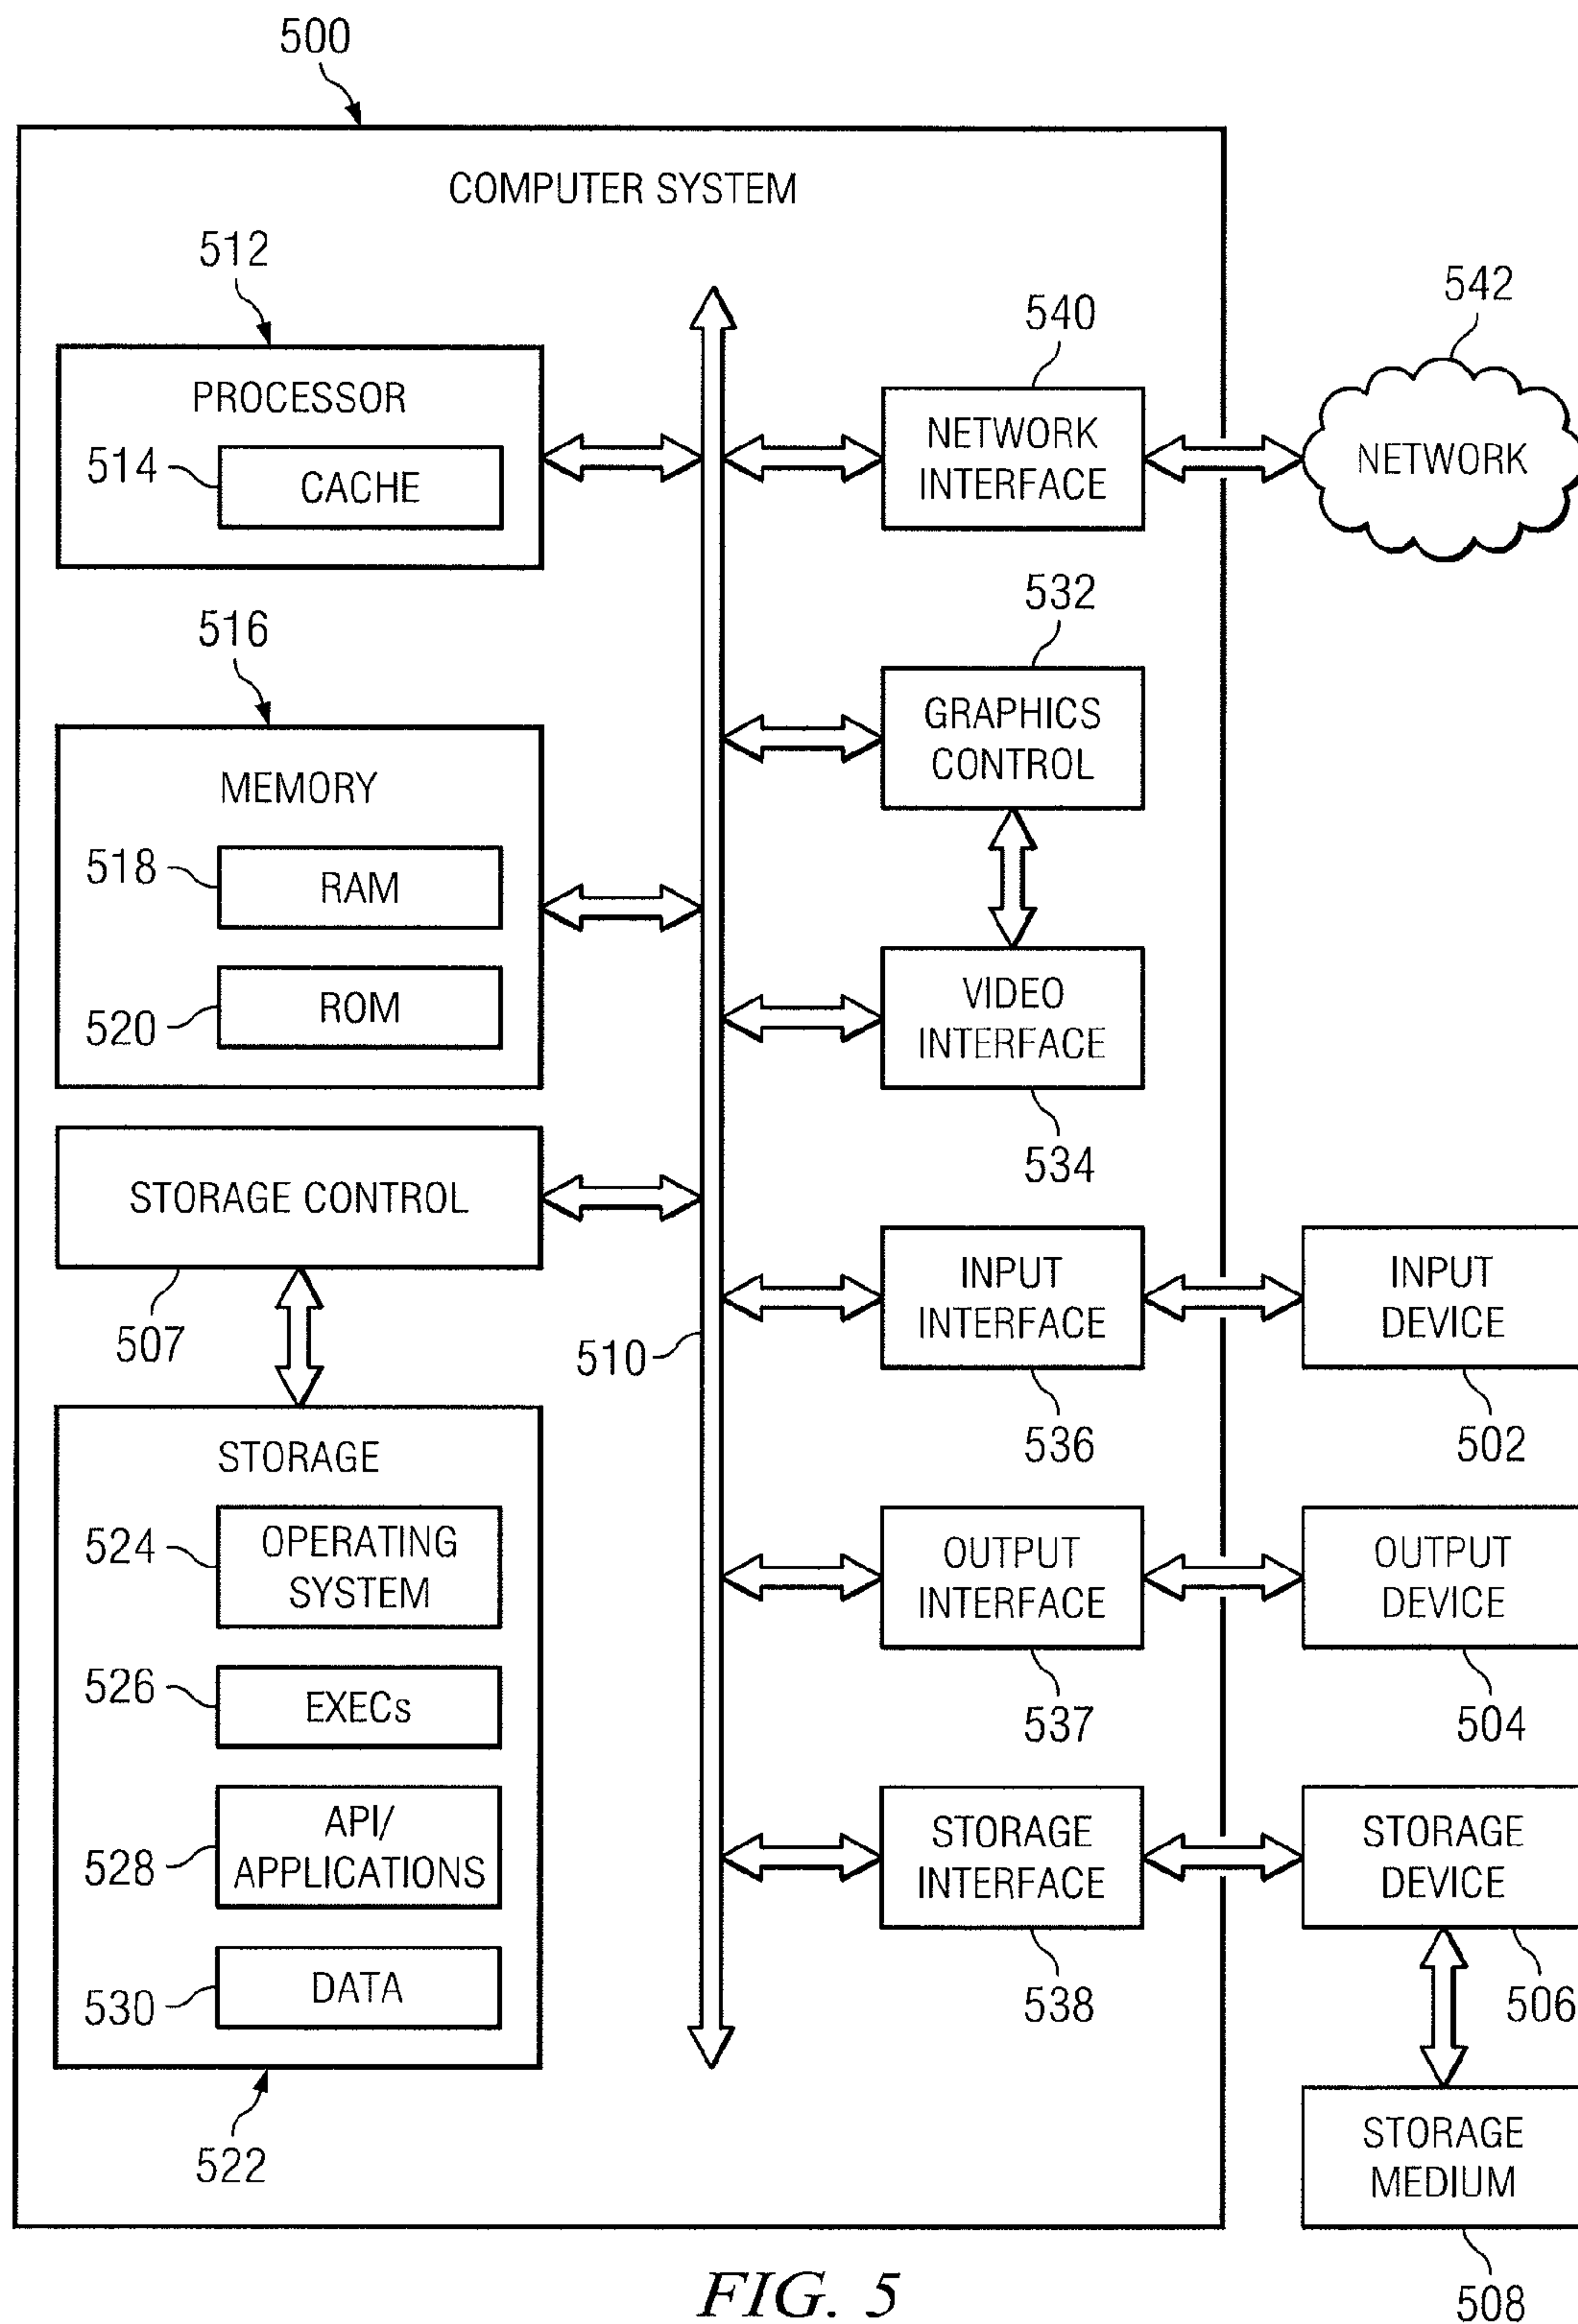 500
COMPUTER SYSTEM
512
PROCESSOR
514
CACHE
516
MEMORY
518
RAM
520
ROM
STORAGE CONTROL
507
STORAGE
524
OPERATING
SYSTEM
526
EXECs
528
API/
APPLICATIONS
530
DATA
522
510
540
NETWORK
INTERFACE
542
NETWORK
532
GRAPHICS
CONTROL
VIDEO
INTERFACE
534
INPUT
INTERFACE
536
INPUT
DEVICE
502
OUTPUT
INTERFACE
537
OUTPUT
DEVICE
504
STORAGE
INTERFACE
538
STORAGE
DEVICE
506
STORAGE
MEDIUM
508
FIG. 5